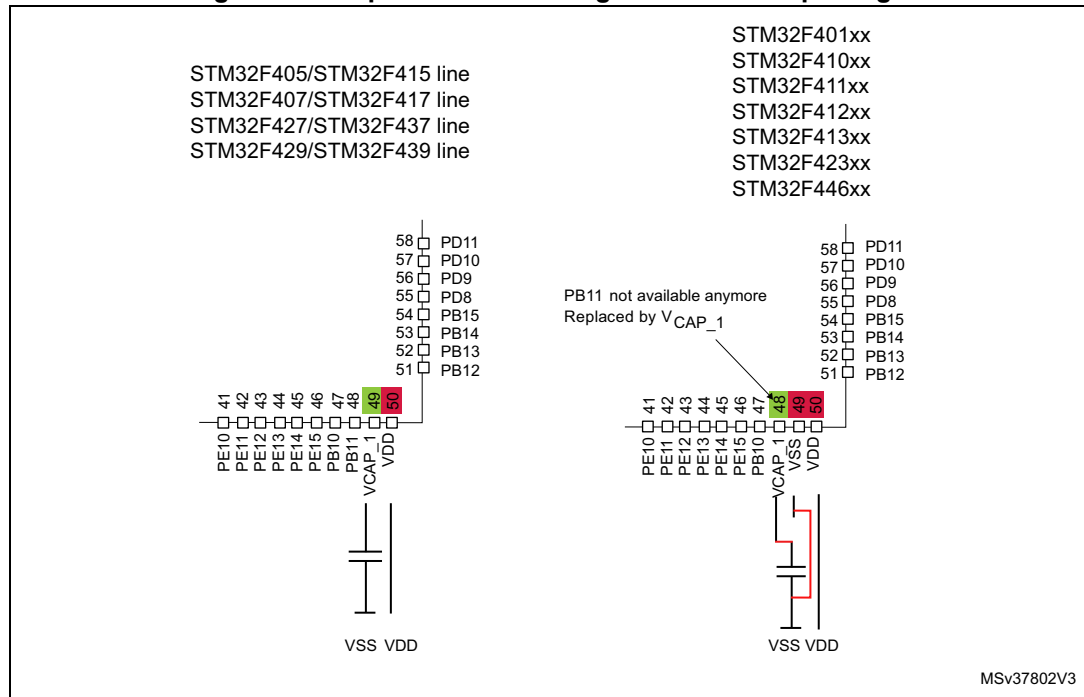 STM32F405/STM32F415 line
STM32F407/STM32F417 line
STM32F427/STM32F437 line
STM32F429/STM32F439 line
58 PD11
57 PD10
56 PD9
55 PD8
54 PB15
53 PB14
52 PB13
51 PB12
41 42 43 44 45 46 47 48 49 50
PE10 PE11 PE12 PE13 PE14 PE15 PB10 PB11 VCAP_1 VDD
VSS VDD
STM32F401xx
STM32F410xx
STM32F411xx
STM32F412xx
STM32F413xx
STM32F423xx
STM32F446xx
PB11 not available anymore
Replaced by VCAP_1
58 PD11
57 PD10
56 PD9
55 PD8
54 PB15
53 PB14
52 PB13
51 PB12
41 42 43 44 45 46 47 48 49 50
PE10 PE11 PE12 PE13 PE14 PE15 PB10 VCAP_1 VSS VDD
VSS VDD
MSv37802V3